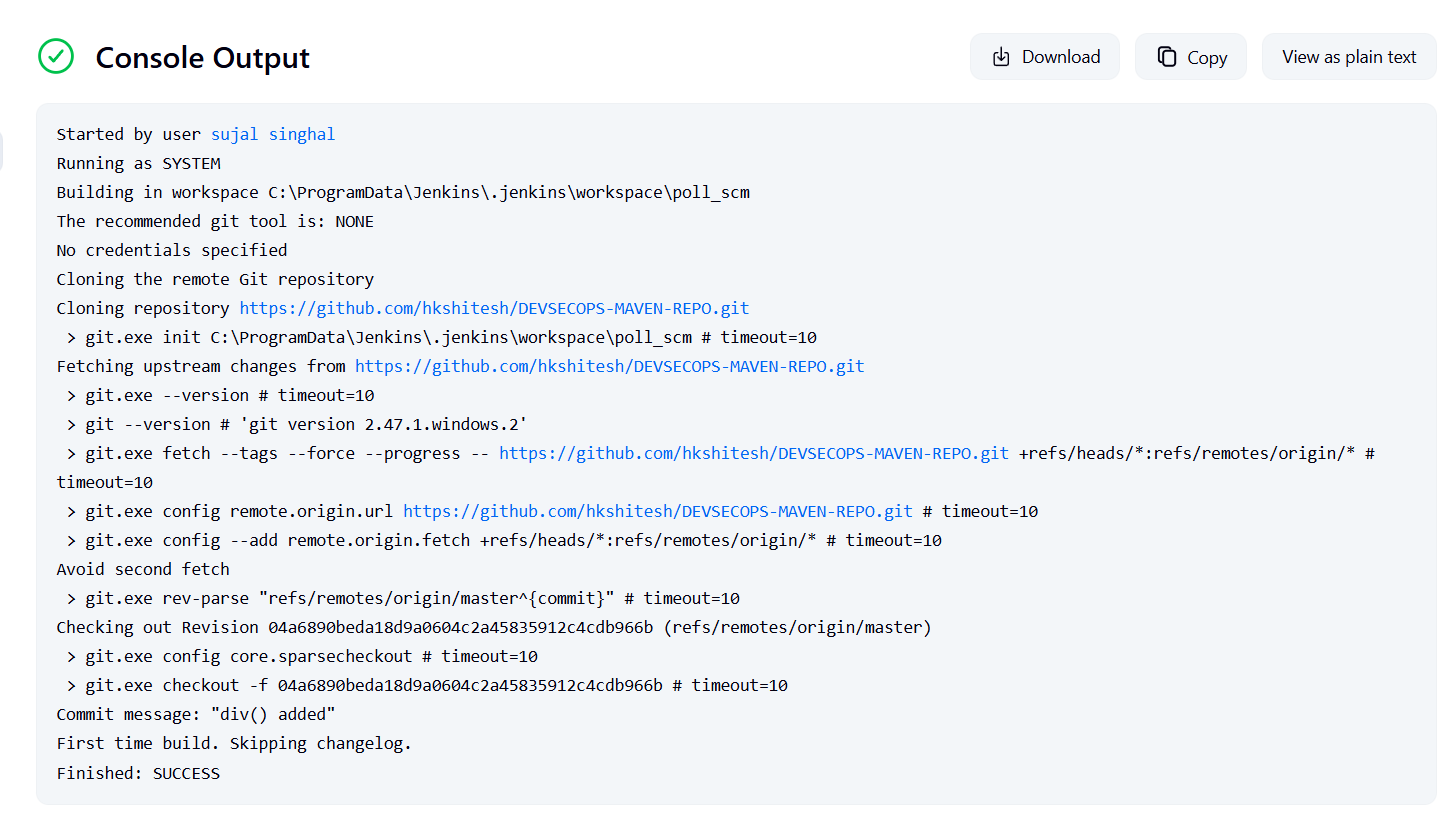 Console Output
Download
Copy
View as plain text
Started by user sujal singhal
Running as SYSTEM
Building in workspace C:\ProgramData\Jenkins\.jenkins\workspace\poll_scm
The recommended git tool is: NONE
No credentials specified
Cloning the remote Git repository
Cloning repository https://github.com/hkshitesh/DEVSECOPS-MAVEN-REPO.git
 > git.exe init C:\ProgramData\Jenkins\.jenkins\workspace\poll_scm # timeout=10
Fetching upstream changes from https://github.com/hkshitesh/DEVSECOPS-MAVEN-REPO.git
 > git.exe --version # timeout=10
 > git --version # 'git version 2.47.1.windows.2'
 > git.exe fetch --tags --force --progress -- https://github.com/hkshitesh/DEVSECOPS-MAVEN-REPO.git +refs/heads/*:refs/remotes/origin/* #
timeout=10
 > git.exe config remote.origin.url https://github.com/hkshitesh/DEVSECOPS-MAVEN-REPO.git # timeout=10
 > git.exe config --add remote.origin.fetch +refs/heads/*:refs/remotes/origin/* # timeout=10
Avoid second fetch
 > git.exe rev-parse "refs/remotes/origin/master^{commit}" # timeout=10
Checking out Revision 04a6890beda18d9a0604c2a45835912c4cdb966b (refs/remotes/origin/master)
 > git.exe config core.sparsecheckout # timeout=10
 > git.exe checkout -f 04a6890beda18d9a0604c2a45835912c4cdb966b # timeout=10
Commit message: "div() added"
First time build. Skipping changelog.
Finished: SUCCESS